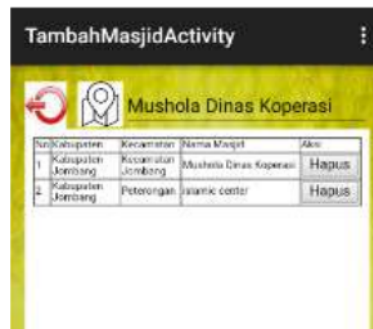 TambahMasjidActivity
Mushola Dinas Koperasi
No Kabupaten Kecamatan Nama Masjid Aksi
1 Kabupaten Jombang Kecamatan Jombang Mushola Dinas Koperasi Hapus
2 Kabupaten Jombang Peterongan islamic center Hapus